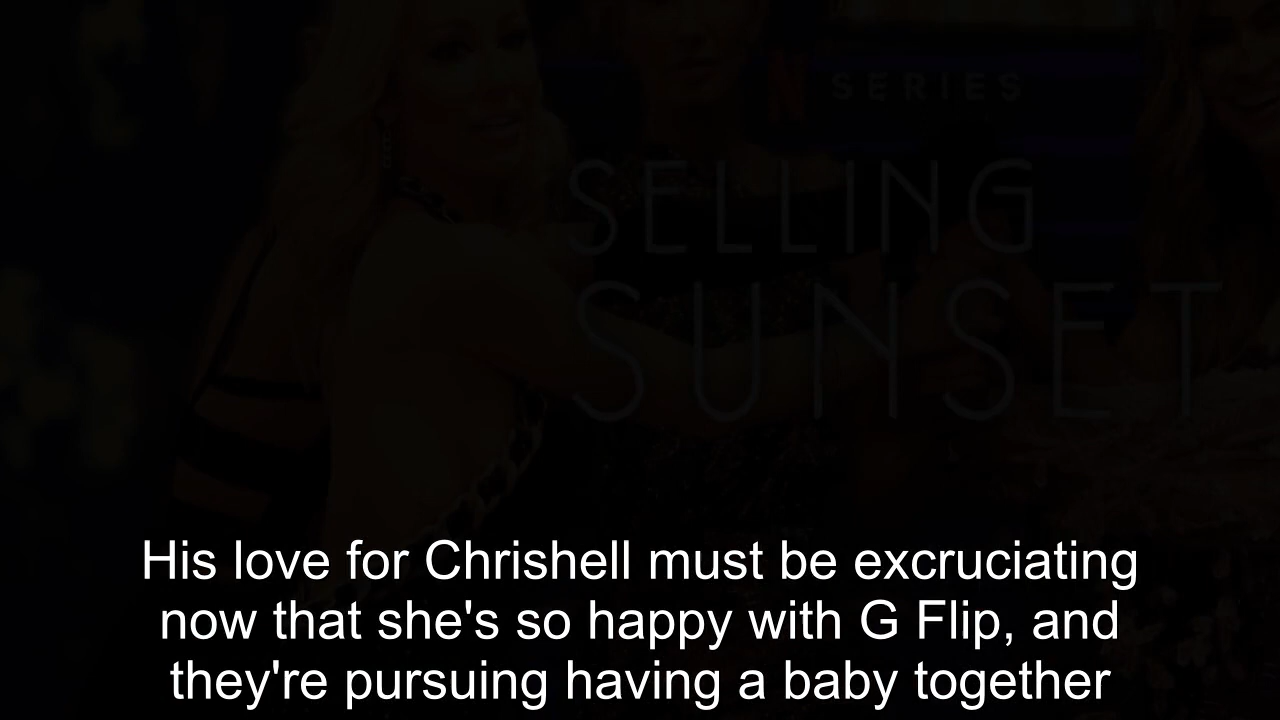 SERIES
SELLING
SUNSET
His love for Chrishell must be excruciating
now that she's so happy with G Flip, and
they're pursuing having a baby together